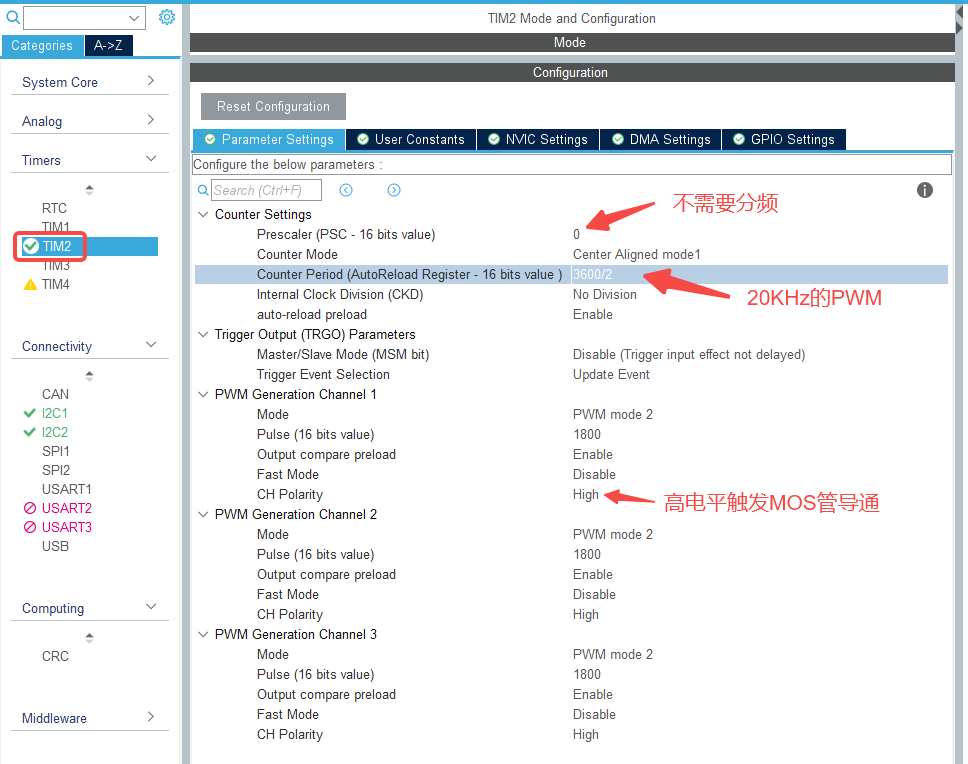 TIM2 Mode and Configuration
Categories
A->Z
Mode
Configuration
System Core
Analog
Timers
RTC
TIM1
TIM2
TIM3
TIM4
Connectivity
CAN
I2C1
I2C2
SPI1
SPI2
USART1
USART2
USART3
USB
Computing
CRC
Middleware
Reset Configuration
Parameter Settings
User Constants
NVIC Settings
DMA Settings
GPIO Settings
Configure the below parameters :
Search (Ctrl+F)
Counter Settings
Prescaler (PSC - 16 bits value) 0
不需要分频
Counter Mode Center Aligned mode1
Counter Period (AutoReload Register - 16 bits value ) 3600/2
20KHz的PWM
Internal Clock Division (CKD) No Division
auto-reload preload Enable
Trigger Output (TRGO) Parameters
Master/Slave Mode (MSM bit) Disable (Trigger input effect not delayed)
Trigger Event Selection Update Event
PWM Generation Channel 1
Mode PWM mode 2
Pulse (16 bits value) 1800
Output compare preload Enable
Fast Mode Disable
CH Polarity High
高电平触发MOS管导通
PWM Generation Channel 2
Mode PWM mode 2
Pulse (16 bits value) 1800
Output compare preload Enable
Fast Mode Disable
CH Polarity High
PWM Generation Channel 3
Mode PWM mode 2
Pulse (16 bits value) 1800
Output compare preload Enable
Fast Mode Disable
CH Polarity High